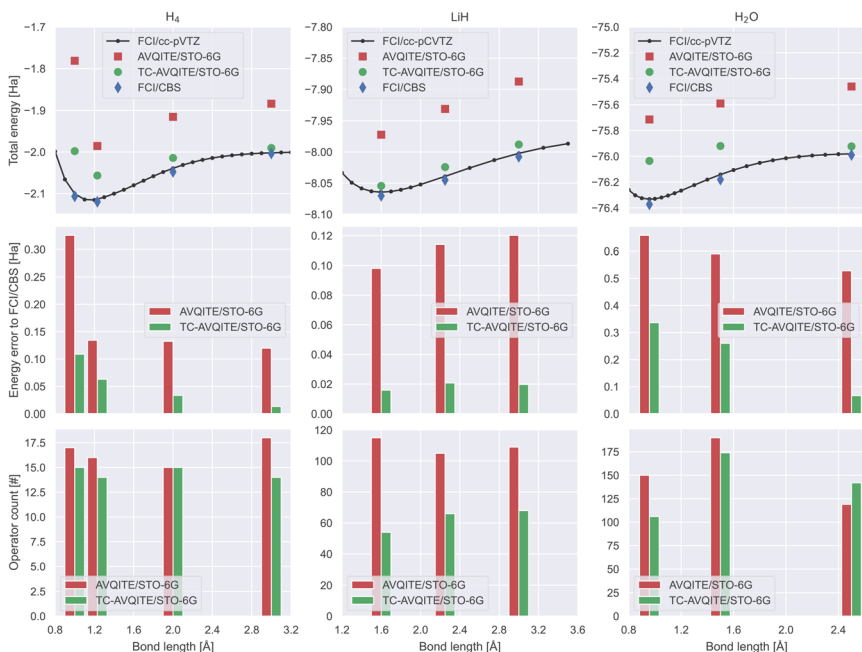 H₄
LiH
H₂O
Total energy [Ha]
−1.7
−1.8
−1.9
−2.0
−2.1
FCI/cc-pVTZ
AVQITE/STO-6G
TC-AVQITE/STO-6G
FCI/CBS
−7.80
−7.85
−7.90
−7.95
−8.00
−8.05
−8.10
FCI/cc-pCVTZ
AVQITE/STO-6G
TC-AVQITE/STO-6G
FCI/CBS
−75.0
−75.2
−75.4
−75.6
−75.8
−76.0
−76.2
−76.4
FCI/cc-pVTZ
AVQITE/STO-6G
TC-AVQITE/STO-6G
FCI/CBS
Energy error to FCI/CBS [Ha]
0.30
0.25
0.20
0.15
0.10
0.05
0.00
AVQITE/STO-6G
TC-AVQITE/STO-6G
0.12
0.10
0.08
0.06
0.04
0.02
0.00
AVQITE/STO-6G
TC-AVQITE/STO-6G
0.6
0.5
0.4
0.3
0.2
0.1
0.0
AVQITE/STO-6G
TC-AVQITE/STO-6G
Operator count [#]
17.5
15.0
12.5
10.0
7.5
5.0
2.5
0.0
AVQITE/STO-6G
TC-AVQITE/STO-6G
0.8 1.2 1.6 2.0 2.4 2.8 3.2
Bond length [Å]
120
100
80
60
40
20
0
AVQITE/STO-6G
TC-AVQITE/STO-6G
1.2 1.6 2.0 2.4 2.8 3.2 3.6
Bond length [Å]
175
150
125
100
75
50
25
0
AVQITE/STO-6G
TC-AVQITE/STO-6G
0.8 1.2 1.6 2.0 2.4
Bond length [Å]